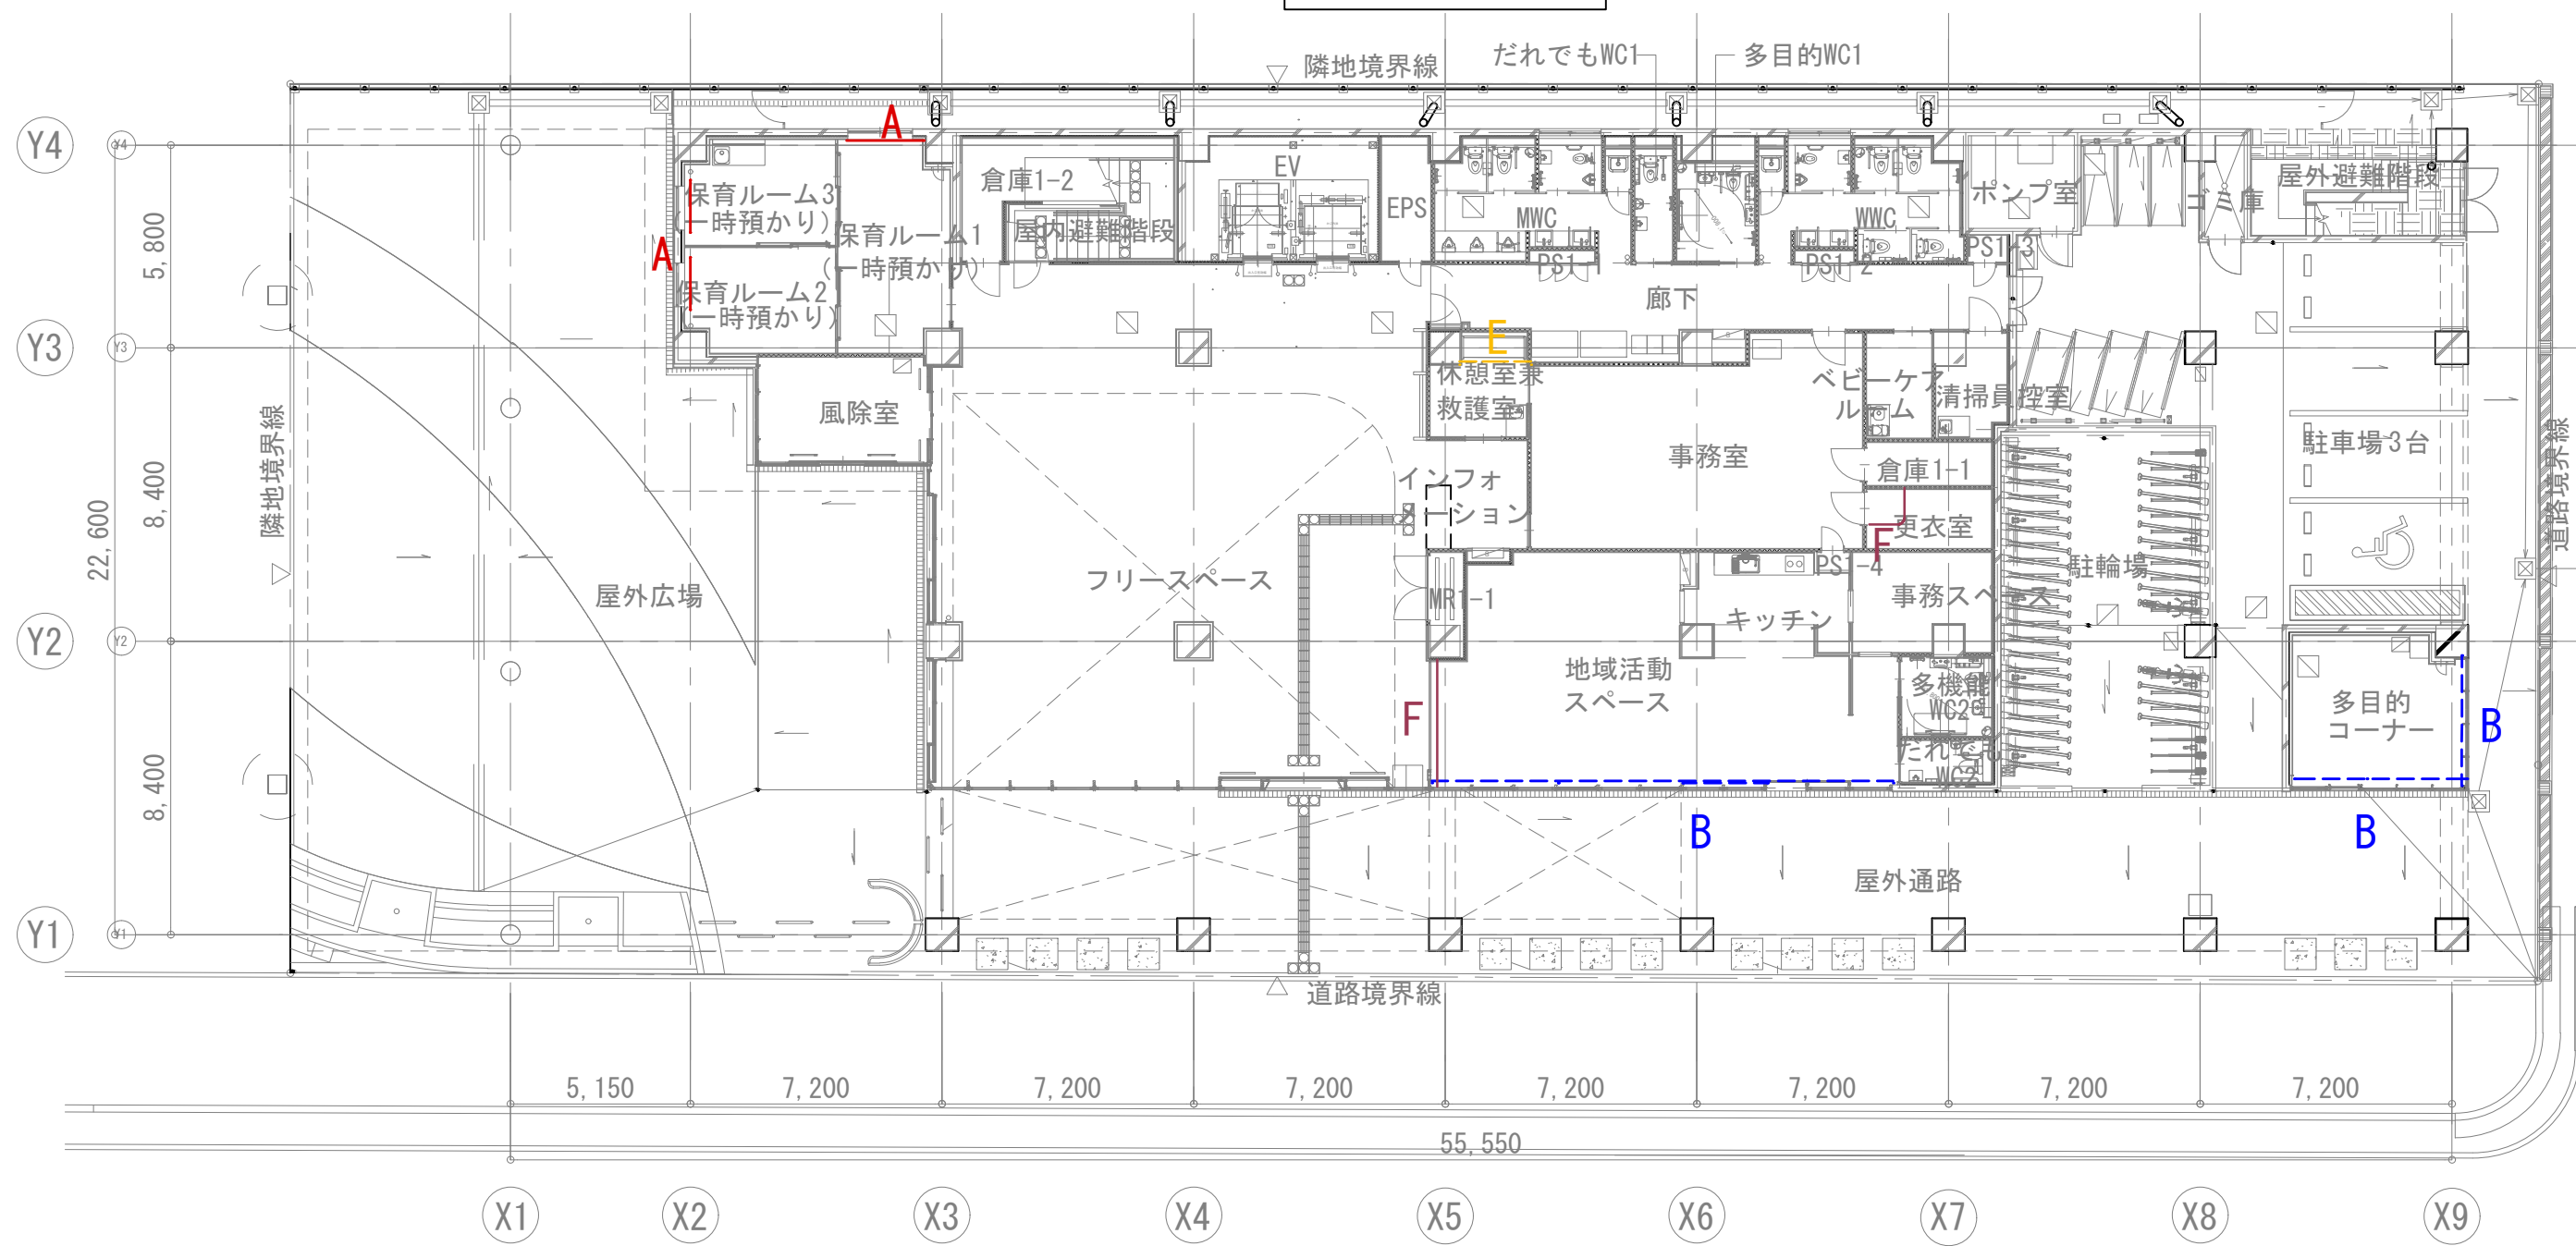 だれでもWC1
多目的WC1
隣地境界線
Y4
Y4
A
保育ルーム3
(一時預かり)
A
保育ルーム2
(一時預かり)
保育ルーム1
(一時預かり)
倉庫1-2
屋内避難階段
EV
EPS
MWC
PS1-1
WWC
PS1-2
PS1-3
ポンプ室
ゴミ庫
屋外避難階段
廊下
5,800
Y3
Y3
E
休憩室兼
救護室
ベビーケア
ルーム
清掃員控室
風除室
事務室
倉庫1-1
駐車場3台
隣地境界線
道路境界線
インフォ
メーション
更衣室
F
8,400
22,600
屋外広場
フリースペース
MR1-1
PS1-4
事務スペース
駐輪場
キッチン
Y2
Y2
地域活動
スペース
F
多機能
WC2
だれでも
WC2
多目的
コーナー
B
B
B
8,400
屋外通路
Y1
Y1
道路境界線
5,150
7,200
7,200
7,200
7,200
7,200
7,200
7,200
55,550
X1
X2
X3
X4
X5
X6
X7
X8
X9